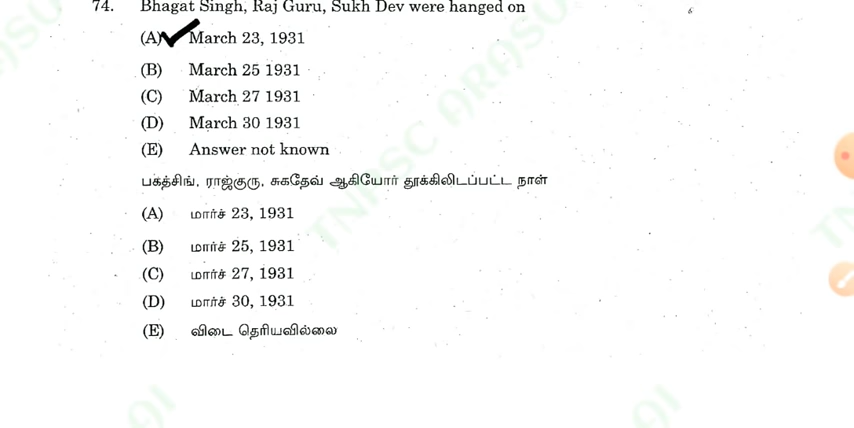 74. Bhagat Singh, Raj Guru, Sukh Dev were hanged on
(A) March 23, 1931
(B) March 25 1931
(C) March 27 1931
(D) March 30 1931
(E) Answer not known
பகத்சிங், ராஜ்குரு, சுகதேவ் ஆகியோர் தூக்கிலிடப்பட்ட நாள்
(A) மார்ச் 23, 1931
(B) மார்ச் 25, 1931
(C) மார்ச் 27, 1931
(D) மார்ச் 30, 1931
(E) விடை தெரியவில்லை
TNPSC ARASU